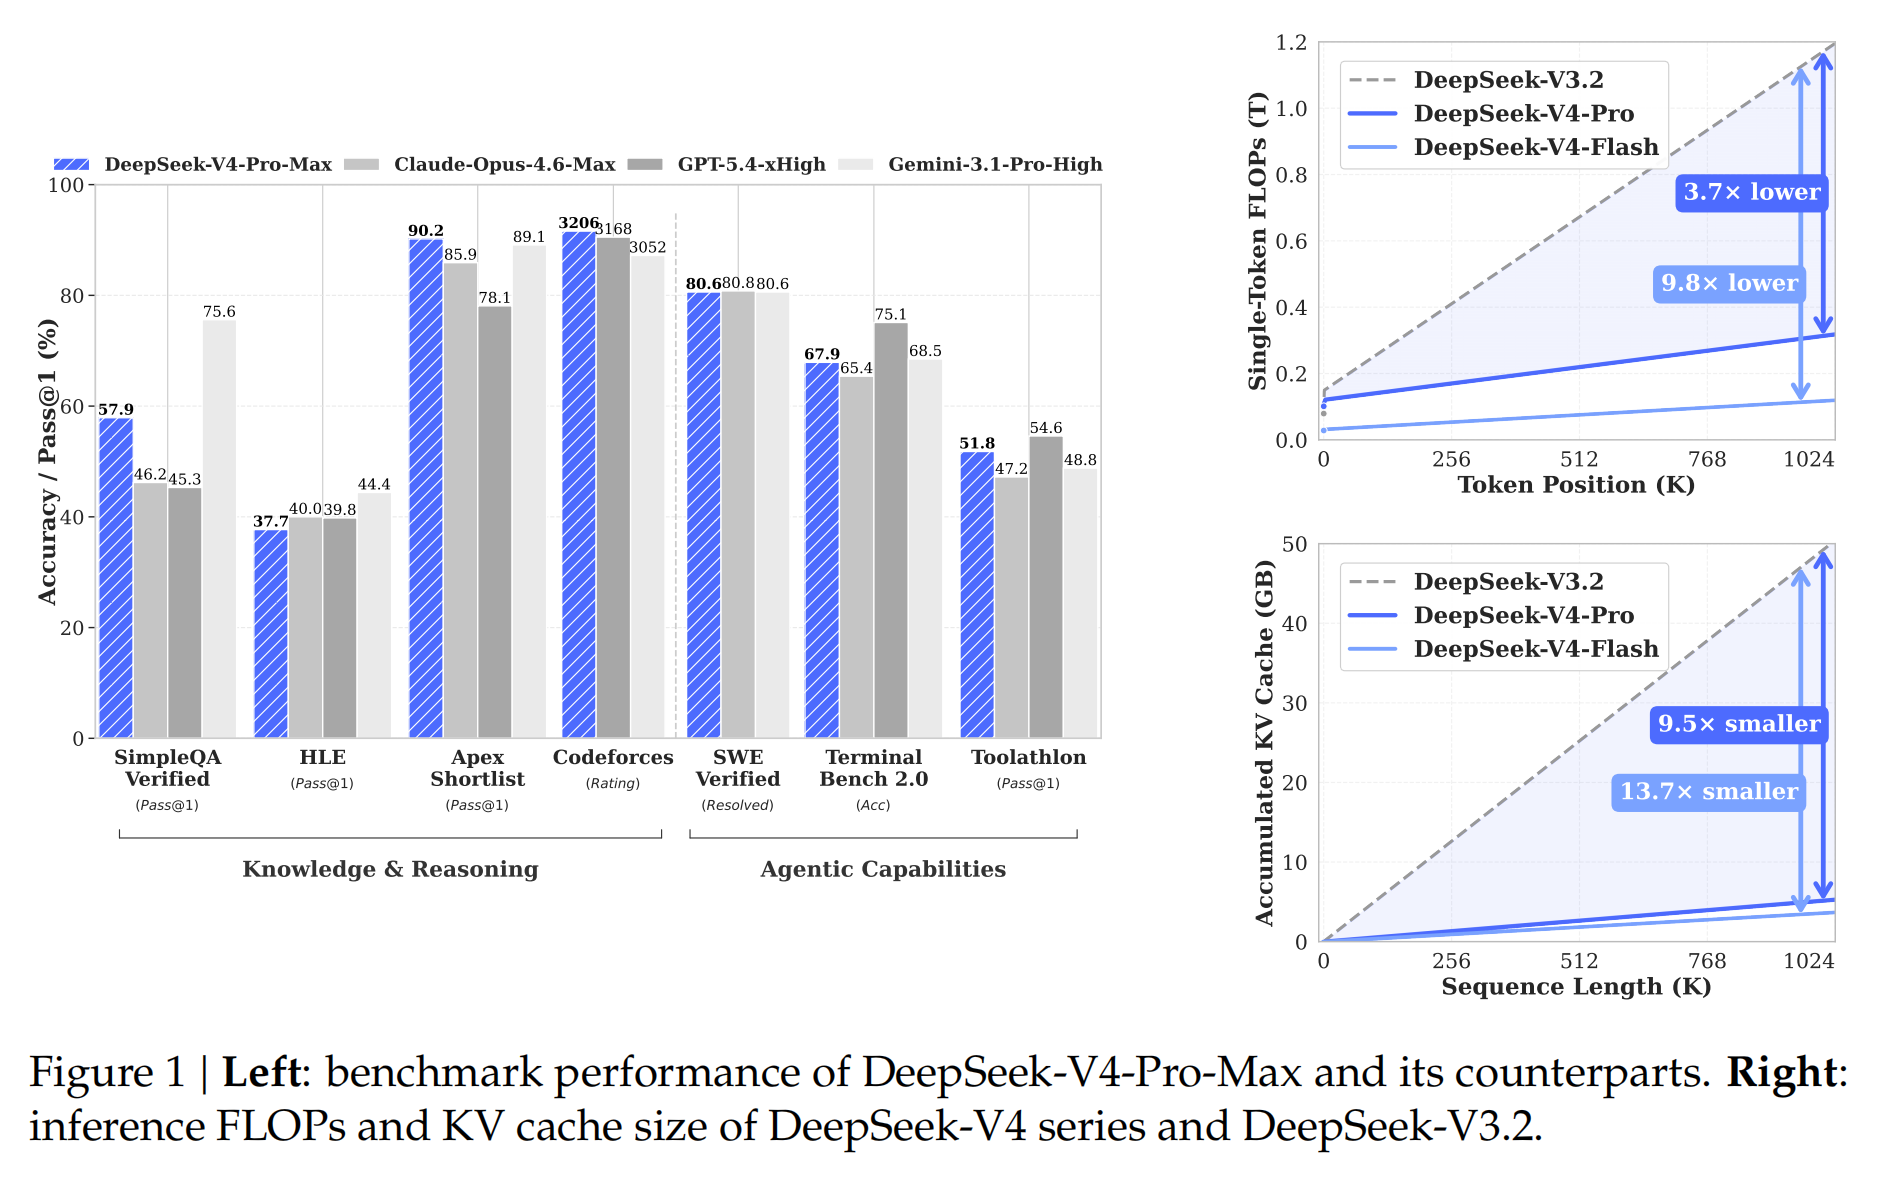 DeepSeek-V4-Pro-Max Claude-Opus-4.6-Max GPT-5.4-xHigh Gemini-3.1-Pro-High
Accuracy / Pass@1 (%)
100
80
60
40
20
0
57.9 46.2 45.3 75.6
37.7 40.0 39.8 44.4
90.2 85.9 78.1 89.1
3206 3168 3052
80.6 80.8 80.6
67.9 65.4 75.1 68.5
51.8 47.2 54.6 48.8
SimpleQA
Verified
(Pass@1)
HLE
(Pass@1)
Apex
Shortlist
(Pass@1)
Codeforces
(Rating)
SWE
Verified
(Resolved)
Terminal
Bench 2.0
(Acc)
Toolathlon
(Pass@1)
Knowledge & Reasoning
Agentic Capabilities
Single-Token FLOPs (T)
1.2
1.0
0.8
0.6
0.4
0.2
0.0
DeepSeek-V3.2
DeepSeek-V4-Pro
DeepSeek-V4-Flash
3.7× lower
9.8× lower
0 256 512 768 1024
Token Position (K)
Accumulated KV Cache (GB)
50
40
30
20
10
0
DeepSeek-V3.2
DeepSeek-V4-Pro
DeepSeek-V4-Flash
9.5× smaller
13.7× smaller
0 256 512 768 1024
Sequence Length (K)
Figure 1 | Left: benchmark performance of DeepSeek-V4-Pro-Max and its counterparts. Right:
inference FLOPs and KV cache size of DeepSeek-V4 series and DeepSeek-V3.2.